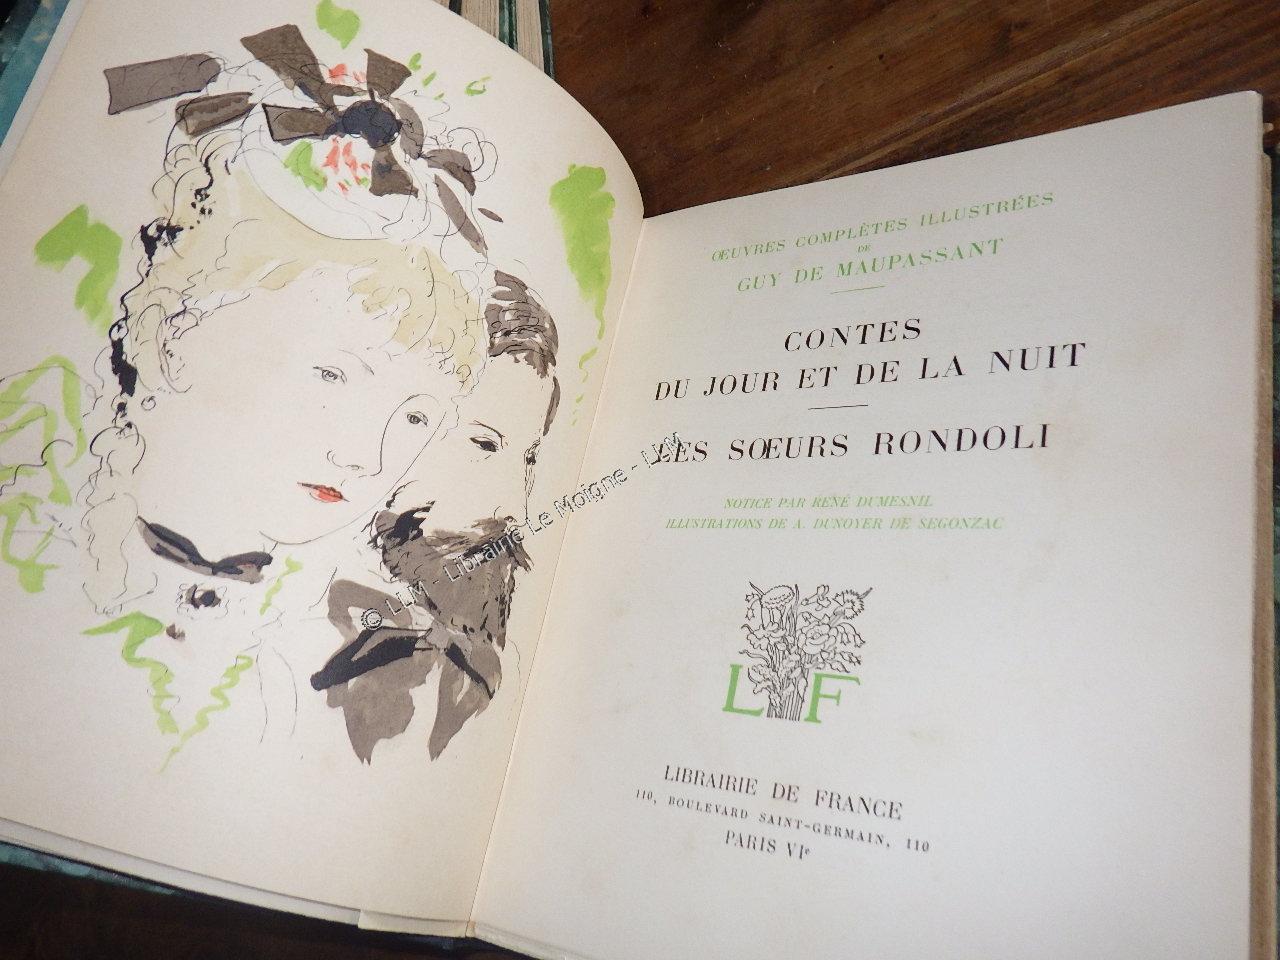 ŒUVRES COMPLÈTES ILLUSTRÉES
DE
GUY DE MAUPASSANT
CONTES
DU JOUR ET DE LA NUIT
LES SŒURS RONDOLI
NOTICE PAR RENÉ DUMESNIL
ILLUSTRATIONS DE A. DUNOYER DE SEGONZAC
L F
LIBRAIRIE DE FRANCE
110, BOULEVARD SAINT-GERMAIN, 110
PARIS VIe
© LLM - Librairie Le Moigne - LLM